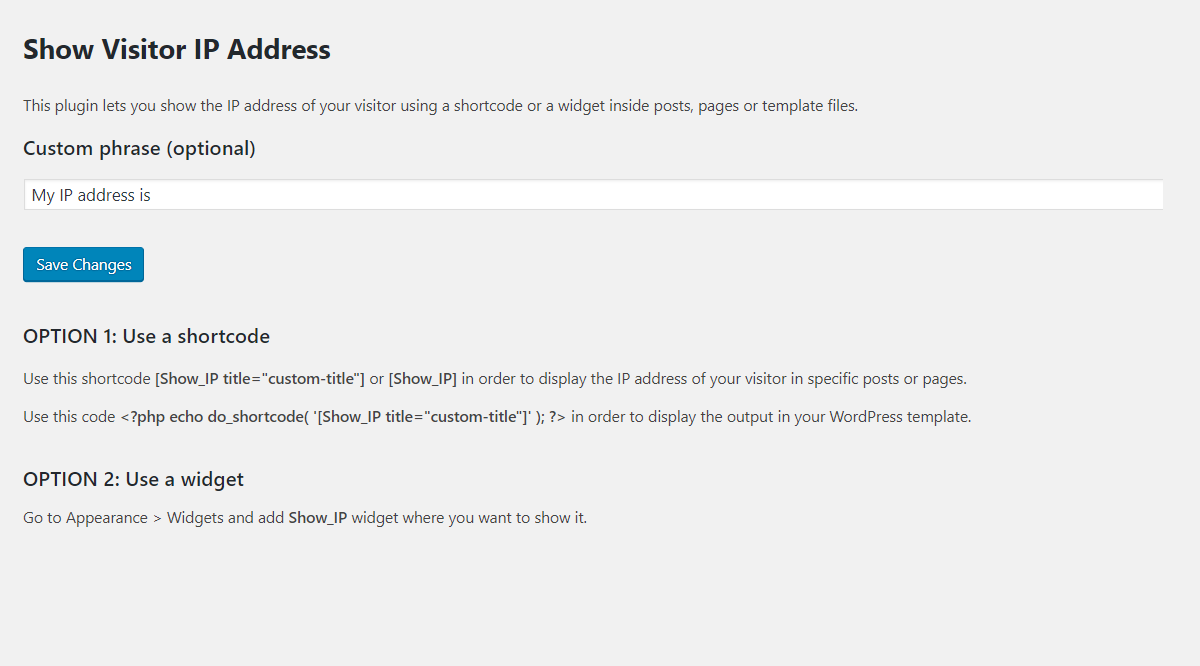 Show Visitor IP Address
This plugin lets you show the IP address of your visitor using a shortcode or a widget inside posts, pages or template files.
Custom phrase (optional)
My IP address is
Save Changes
OPTION 1: Use a shortcode
Use this shortcode [Show_IP title="custom-title"] or [Show_IP] in order to display the IP address of your visitor in specific posts or pages.
Use this code <?php echo do_shortcode( '[Show_IP title="custom-title"]' ); ?> in order to display the output in your WordPress template.
OPTION 2: Use a widget
Go to Appearance > Widgets and add Show_IP widget where you want to show it.